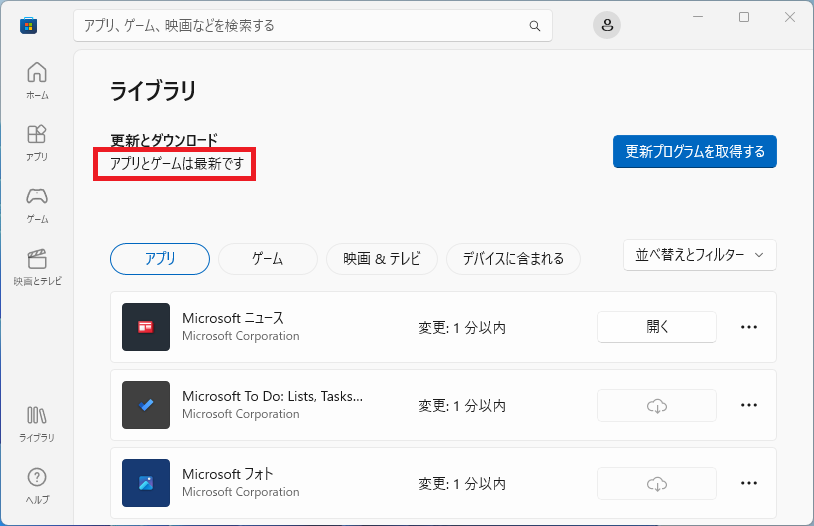 アプリ、ゲーム、映画などを検索する
ホーム
アプリ
ゲーム
映画とテレビ
ライブラリ
ヘルプ
ライブラリ
更新とダウンロード
アプリとゲームは最新です
更新プログラムを取得する
アプリ
ゲーム
映画 & テレビ
デバイスに含まれる
並べ替えとフィルター
Microsoft ニュース
Microsoft Corporation
変更: 1 分以内
開く
Microsoft To Do: Lists, Tasks...
Microsoft Corporation
変更: 1 分以内
Microsoft フォト
Microsoft Corporation
変更: 1 分以内